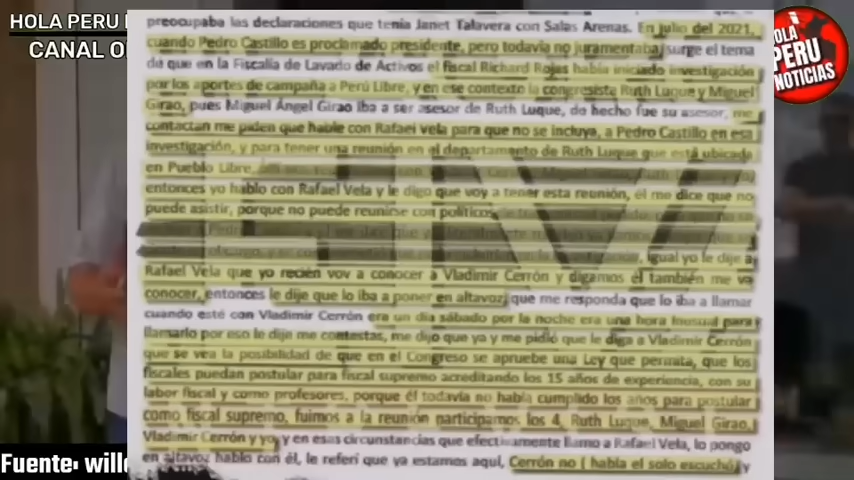 HOLA PERU
CANAL O
HOLA
PERU
NOTICIAS
preocupaba las declaraciones que tenía Janet Talavera con Salas Arenas. En julio del 2021,
cuando Pedro Castillo es proclamado presidente, pero todavía no juramentaba, surge el tema
da que en la Fiscalía de Lavado de Activos el fiscal Richard Rojas había iniciado investigación
por los aportes de campaña a Perú Libre, y en ese contexto la congresista Ruth Luque y Miguel
Girao, pues Miguel Ángel Girao iba a ser asesor de Ruth Luque, de hecho fue su asesor, me
contactan me piden que hable con Rafael vela para que no se incluya, a Pedro Castillo en esa
investigación, y para tener una reunión en el departamento de Ruth Luque que está ubicada
en Pueblo Libre,
entonces yo hablo con Rafael Vela y le digo que voy a tener esta reunión, él me dice que no
puede asistir, porque no puede reunirse con políticos,
igual yo le dije a
Rafael Vela que yo recién voy a conocer a Vladimir Cerrón y digamos él también me va
conocer, entonces le dije que lo iba a poner en altavoz, que me responda que lo iba a llamar
cuando esté con Vladimir Cerrón era un día sábado por la noche era una hora inusual para
llamarlo por eso le dije me contestas, me dijo que ya y me pidió que le diga a Vladimir Cerrón
que se vea la posibilidad de que en el Congreso se apruebe una Ley que permita, que los
fiscales puedan postular para fiscal supremo acreditando los 15 años de experiencia, con su
labor fiscal y como profesores, porque él todavía no había cumplido los años para postular
como fiscal supremo, fuimos a la reunión participamos los 4, Ruth Luque, Miguel Girao,
Vladimir Cerrón y yo, y en esas circunstancias que efectivamente llamo a Rafael Vela, lo pongo
en altavoz hablo con él, le referí que ya estamos aquí, Cerrón no habla el solo escuchó y
Fuente: will